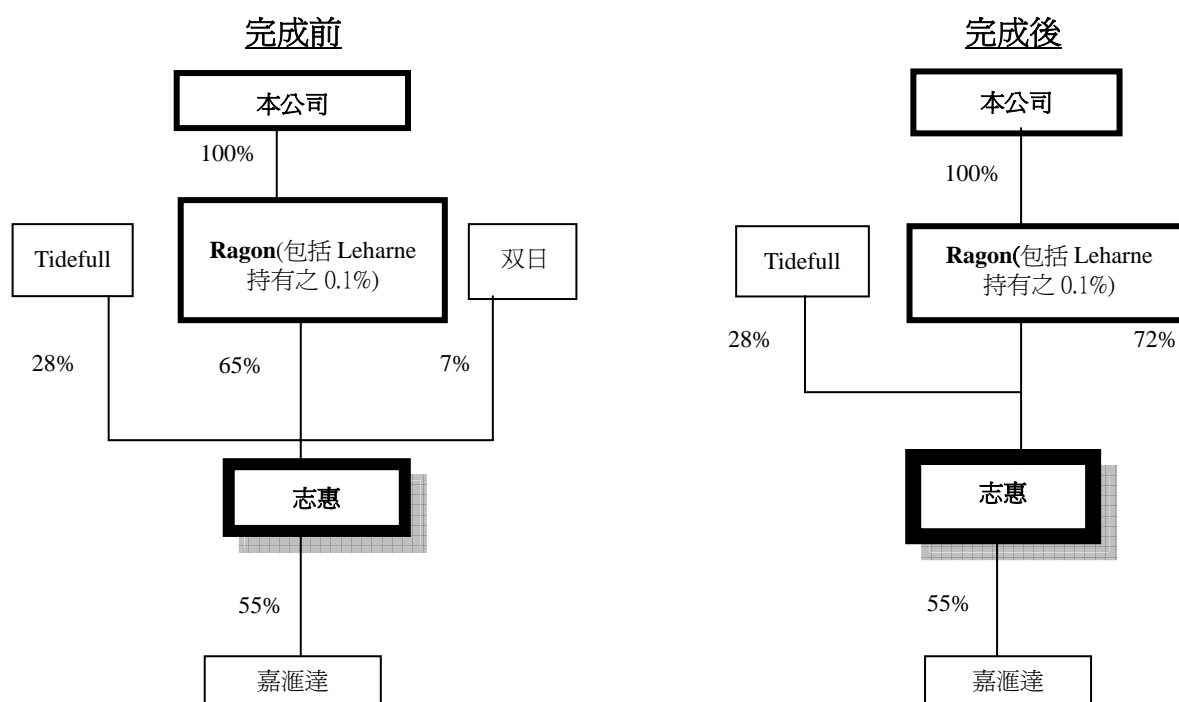 完成前
本公司
100%
Tidefull
Ragon(包括 Leharne
持有之 0.1%)
双日
28%
65%
7%
志惠
55%
嘉滙達
完成後
本公司
100%
Tidefull
Ragon(包括 Leharne
持有之 0.1%)
28%
72%
志惠
55%
嘉滙達